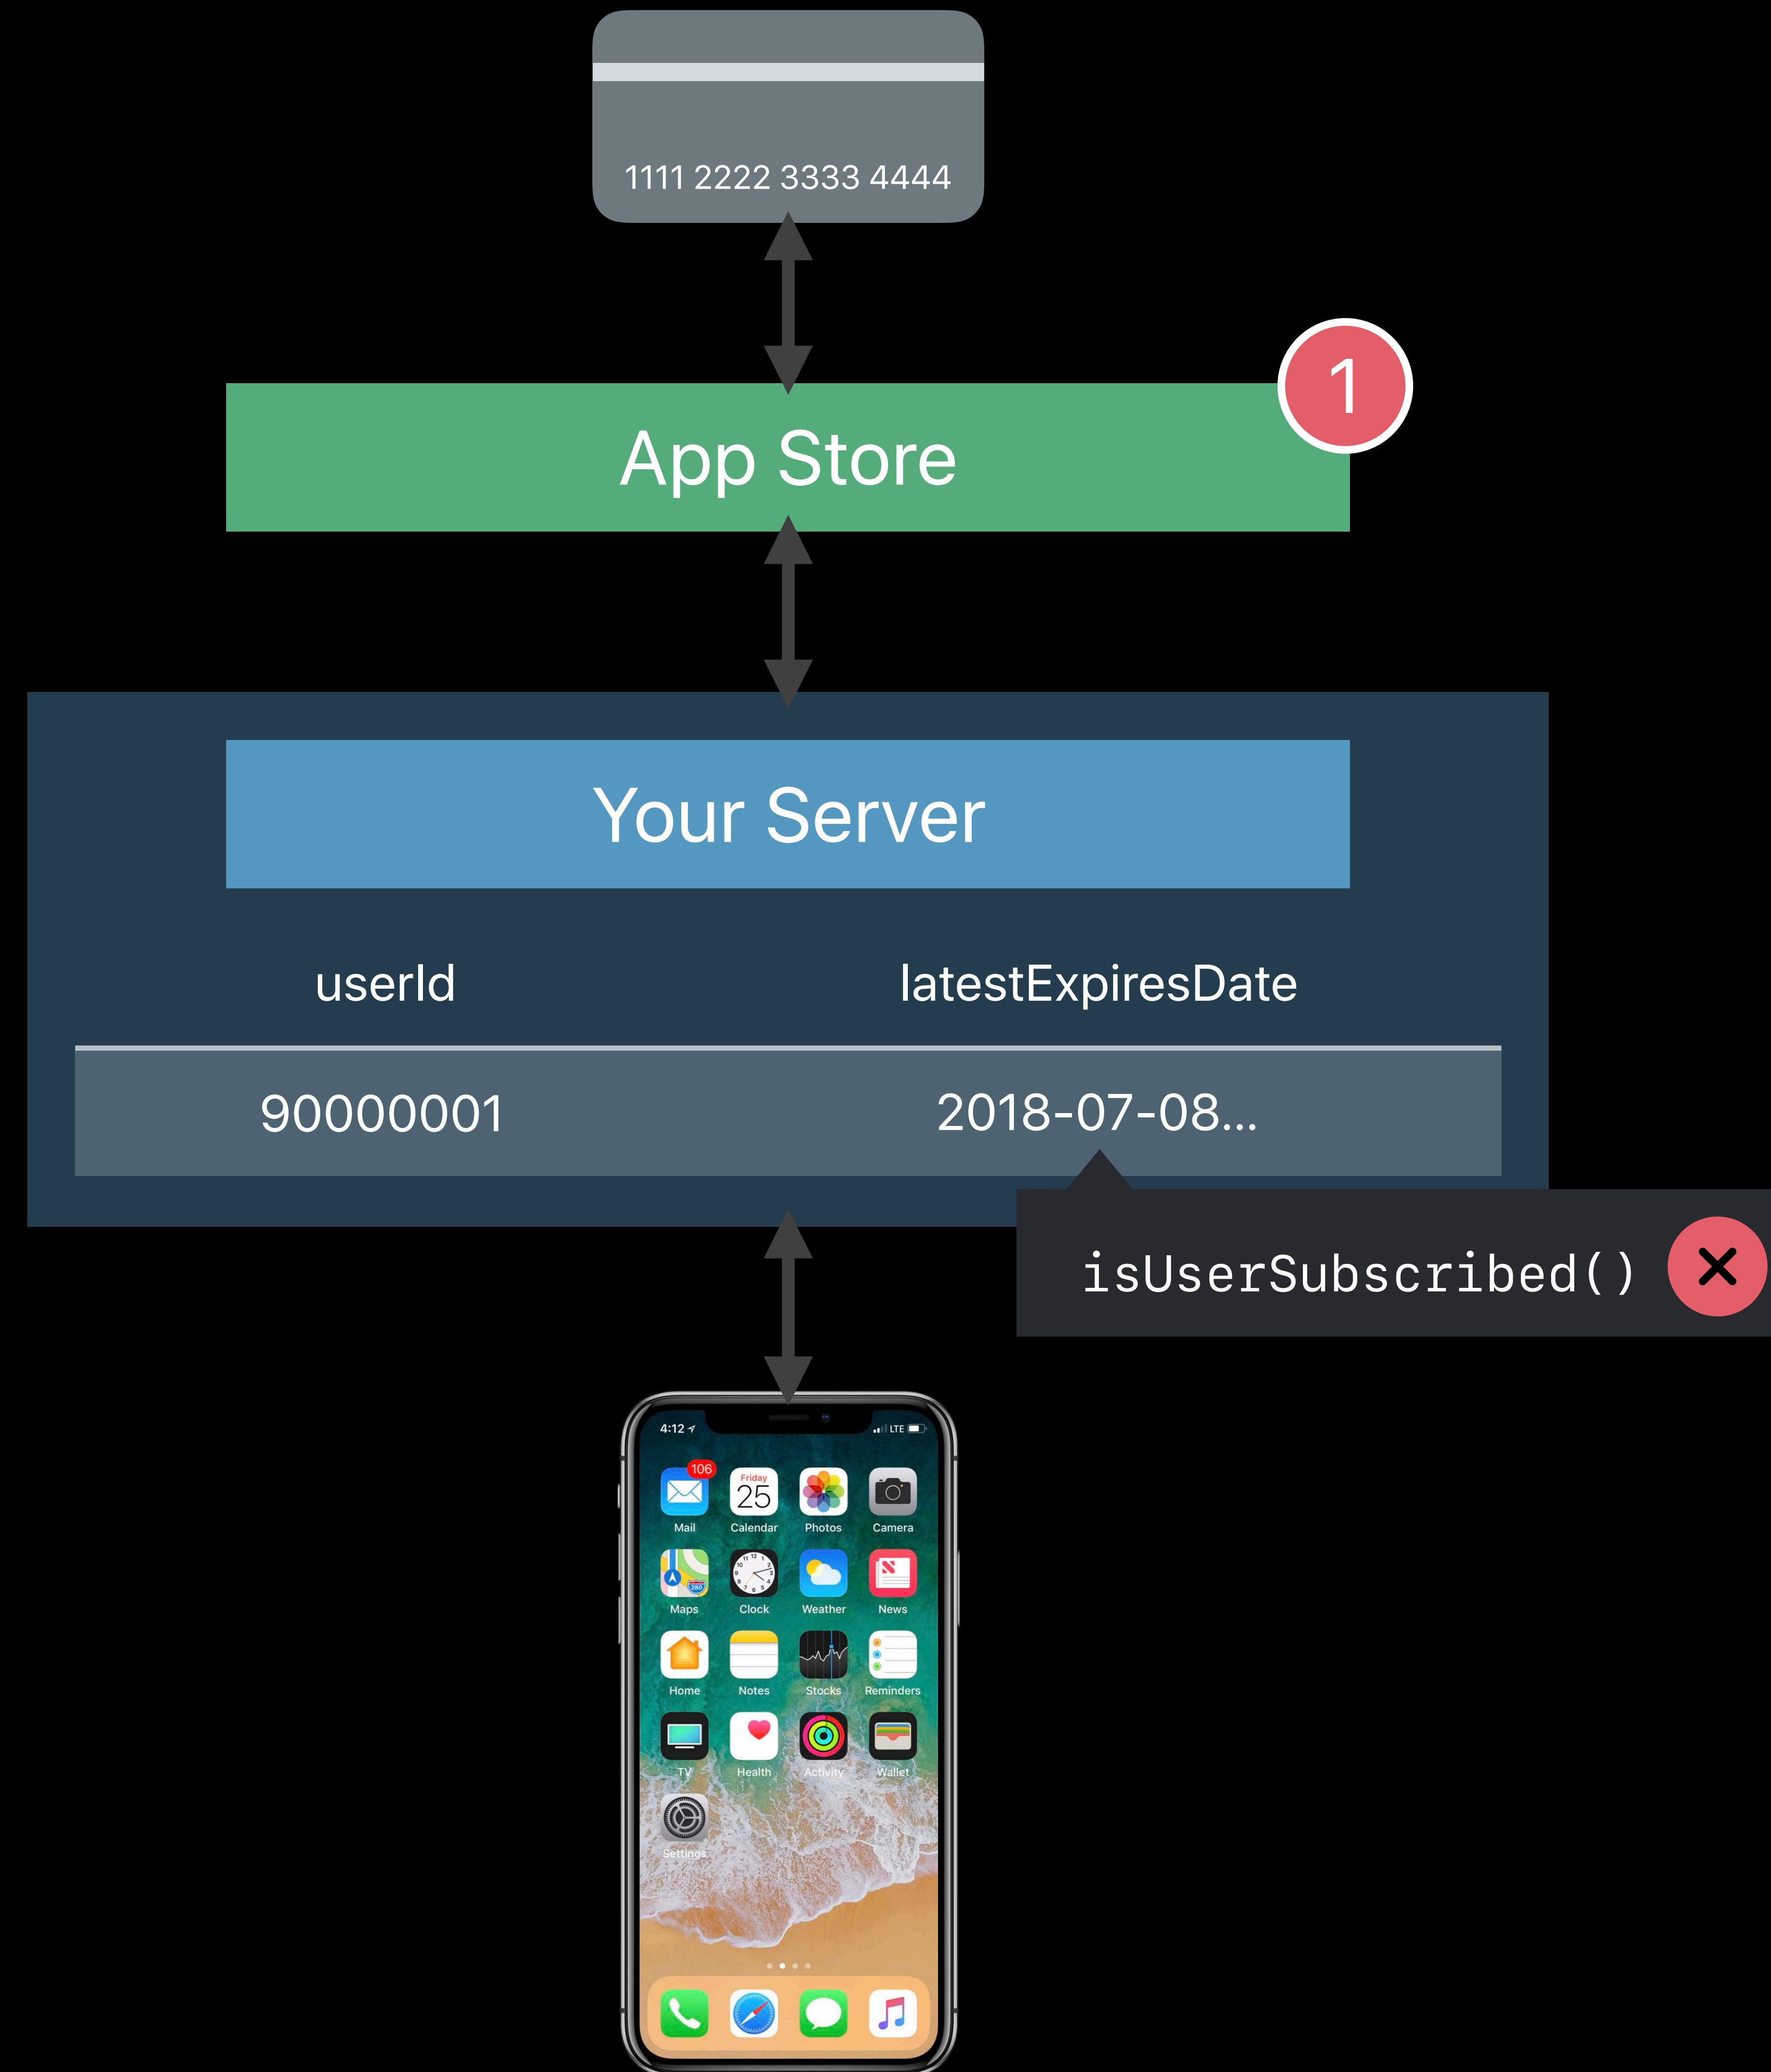 1111 2222 3333 4444
1
App Store
Your Server
userId latestExpiresDate
90000001 2018-07-08...
isUserSubscribed()
4:12 LTE
106
Friday
25
Mail Calendar Photos Camera
280
Maps Clock Weather News
Home Notes Stocks Reminders
TV Health Activity Wallet
Settings